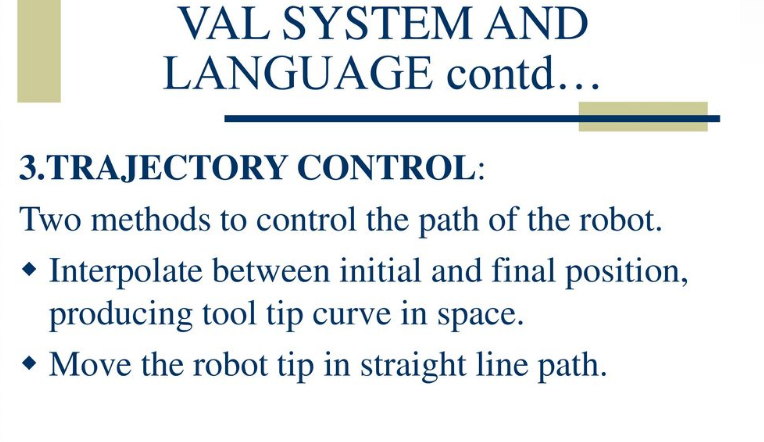 VAL SYSTEM AND
LANGUAGE contd…
3.TRAJECTORY CONTROL:
Two methods to control the path of the robot.
◆ Interpolate between initial and final position,
producing tool tip curve in space.
◆ Move the robot tip in straight line path.